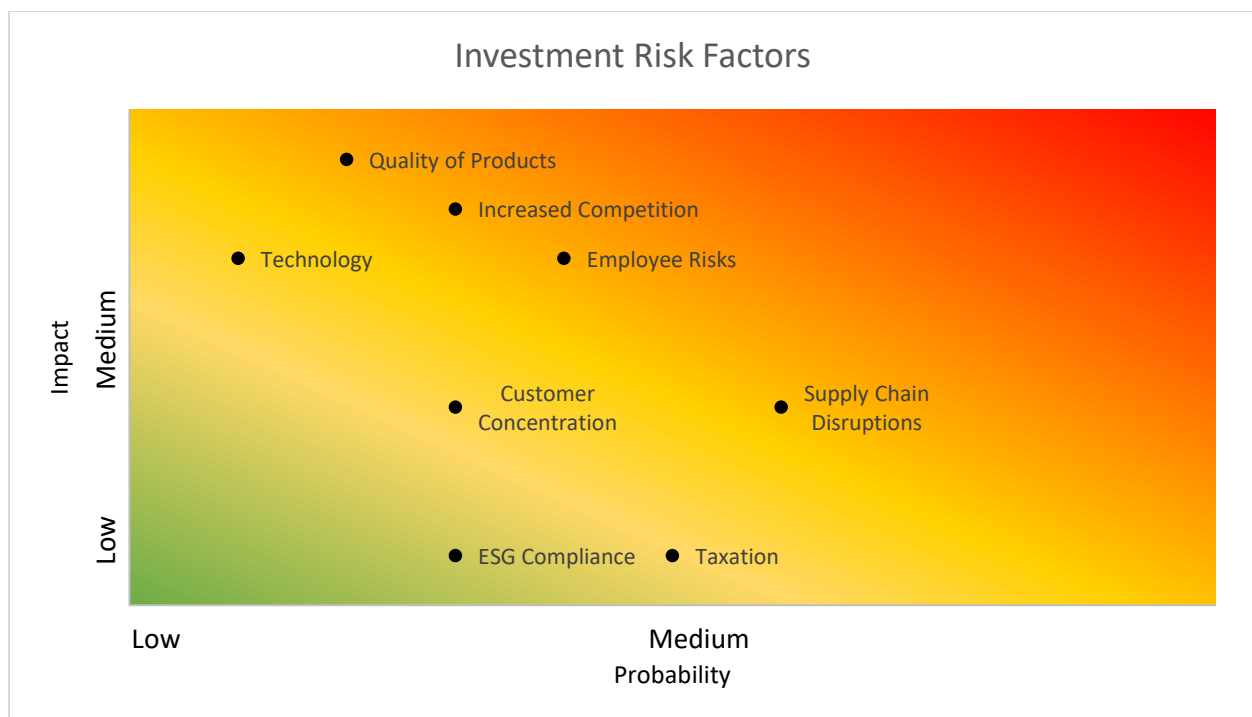 Investment Risk Factors
Quality of Products
Increased Competition
Technology
Employee Risks
Impact
Medium
Customer
Concentration
Supply Chain
Disruptions
Low
ESG Compliance
Taxation
Low
Medium
Probability